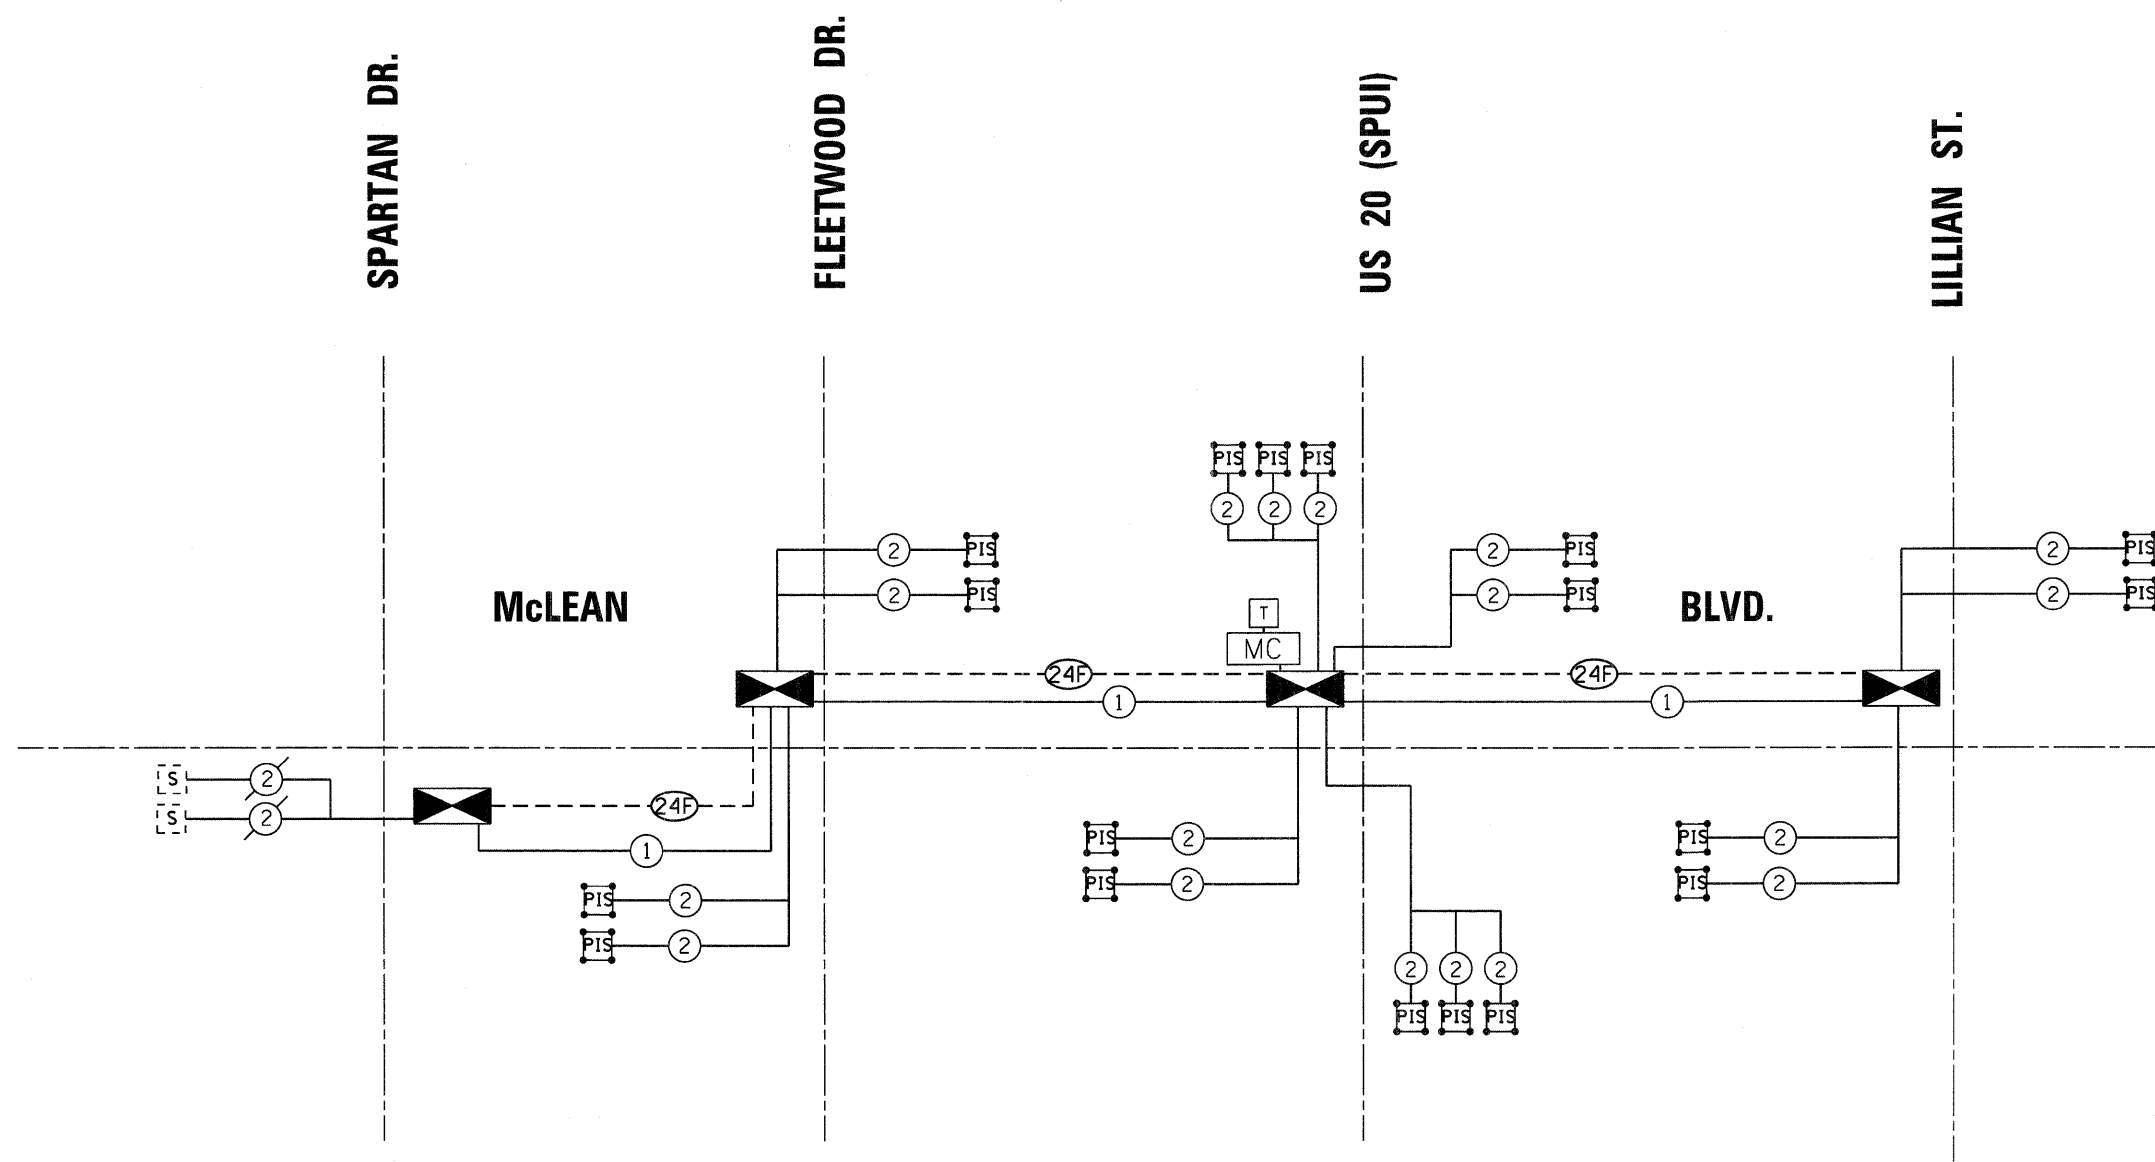 SPARTAN DR.
FLEETWOOD DR.
US 20 (SPUI)
LILLIAN ST.
PIS PIS PIS
2 2 2
2 PIS
2 PIS
2 PIS
2 PIS
2 PIS
2 PIS
McLEAN
BLVD.
T
MC
24F
24F
1
1
S 2
S 2
24F
1
PIS 2
PIS 2
PIS 2
PIS 2
PIS 2
PIS 2
2 2 2
PIS PIS PIS